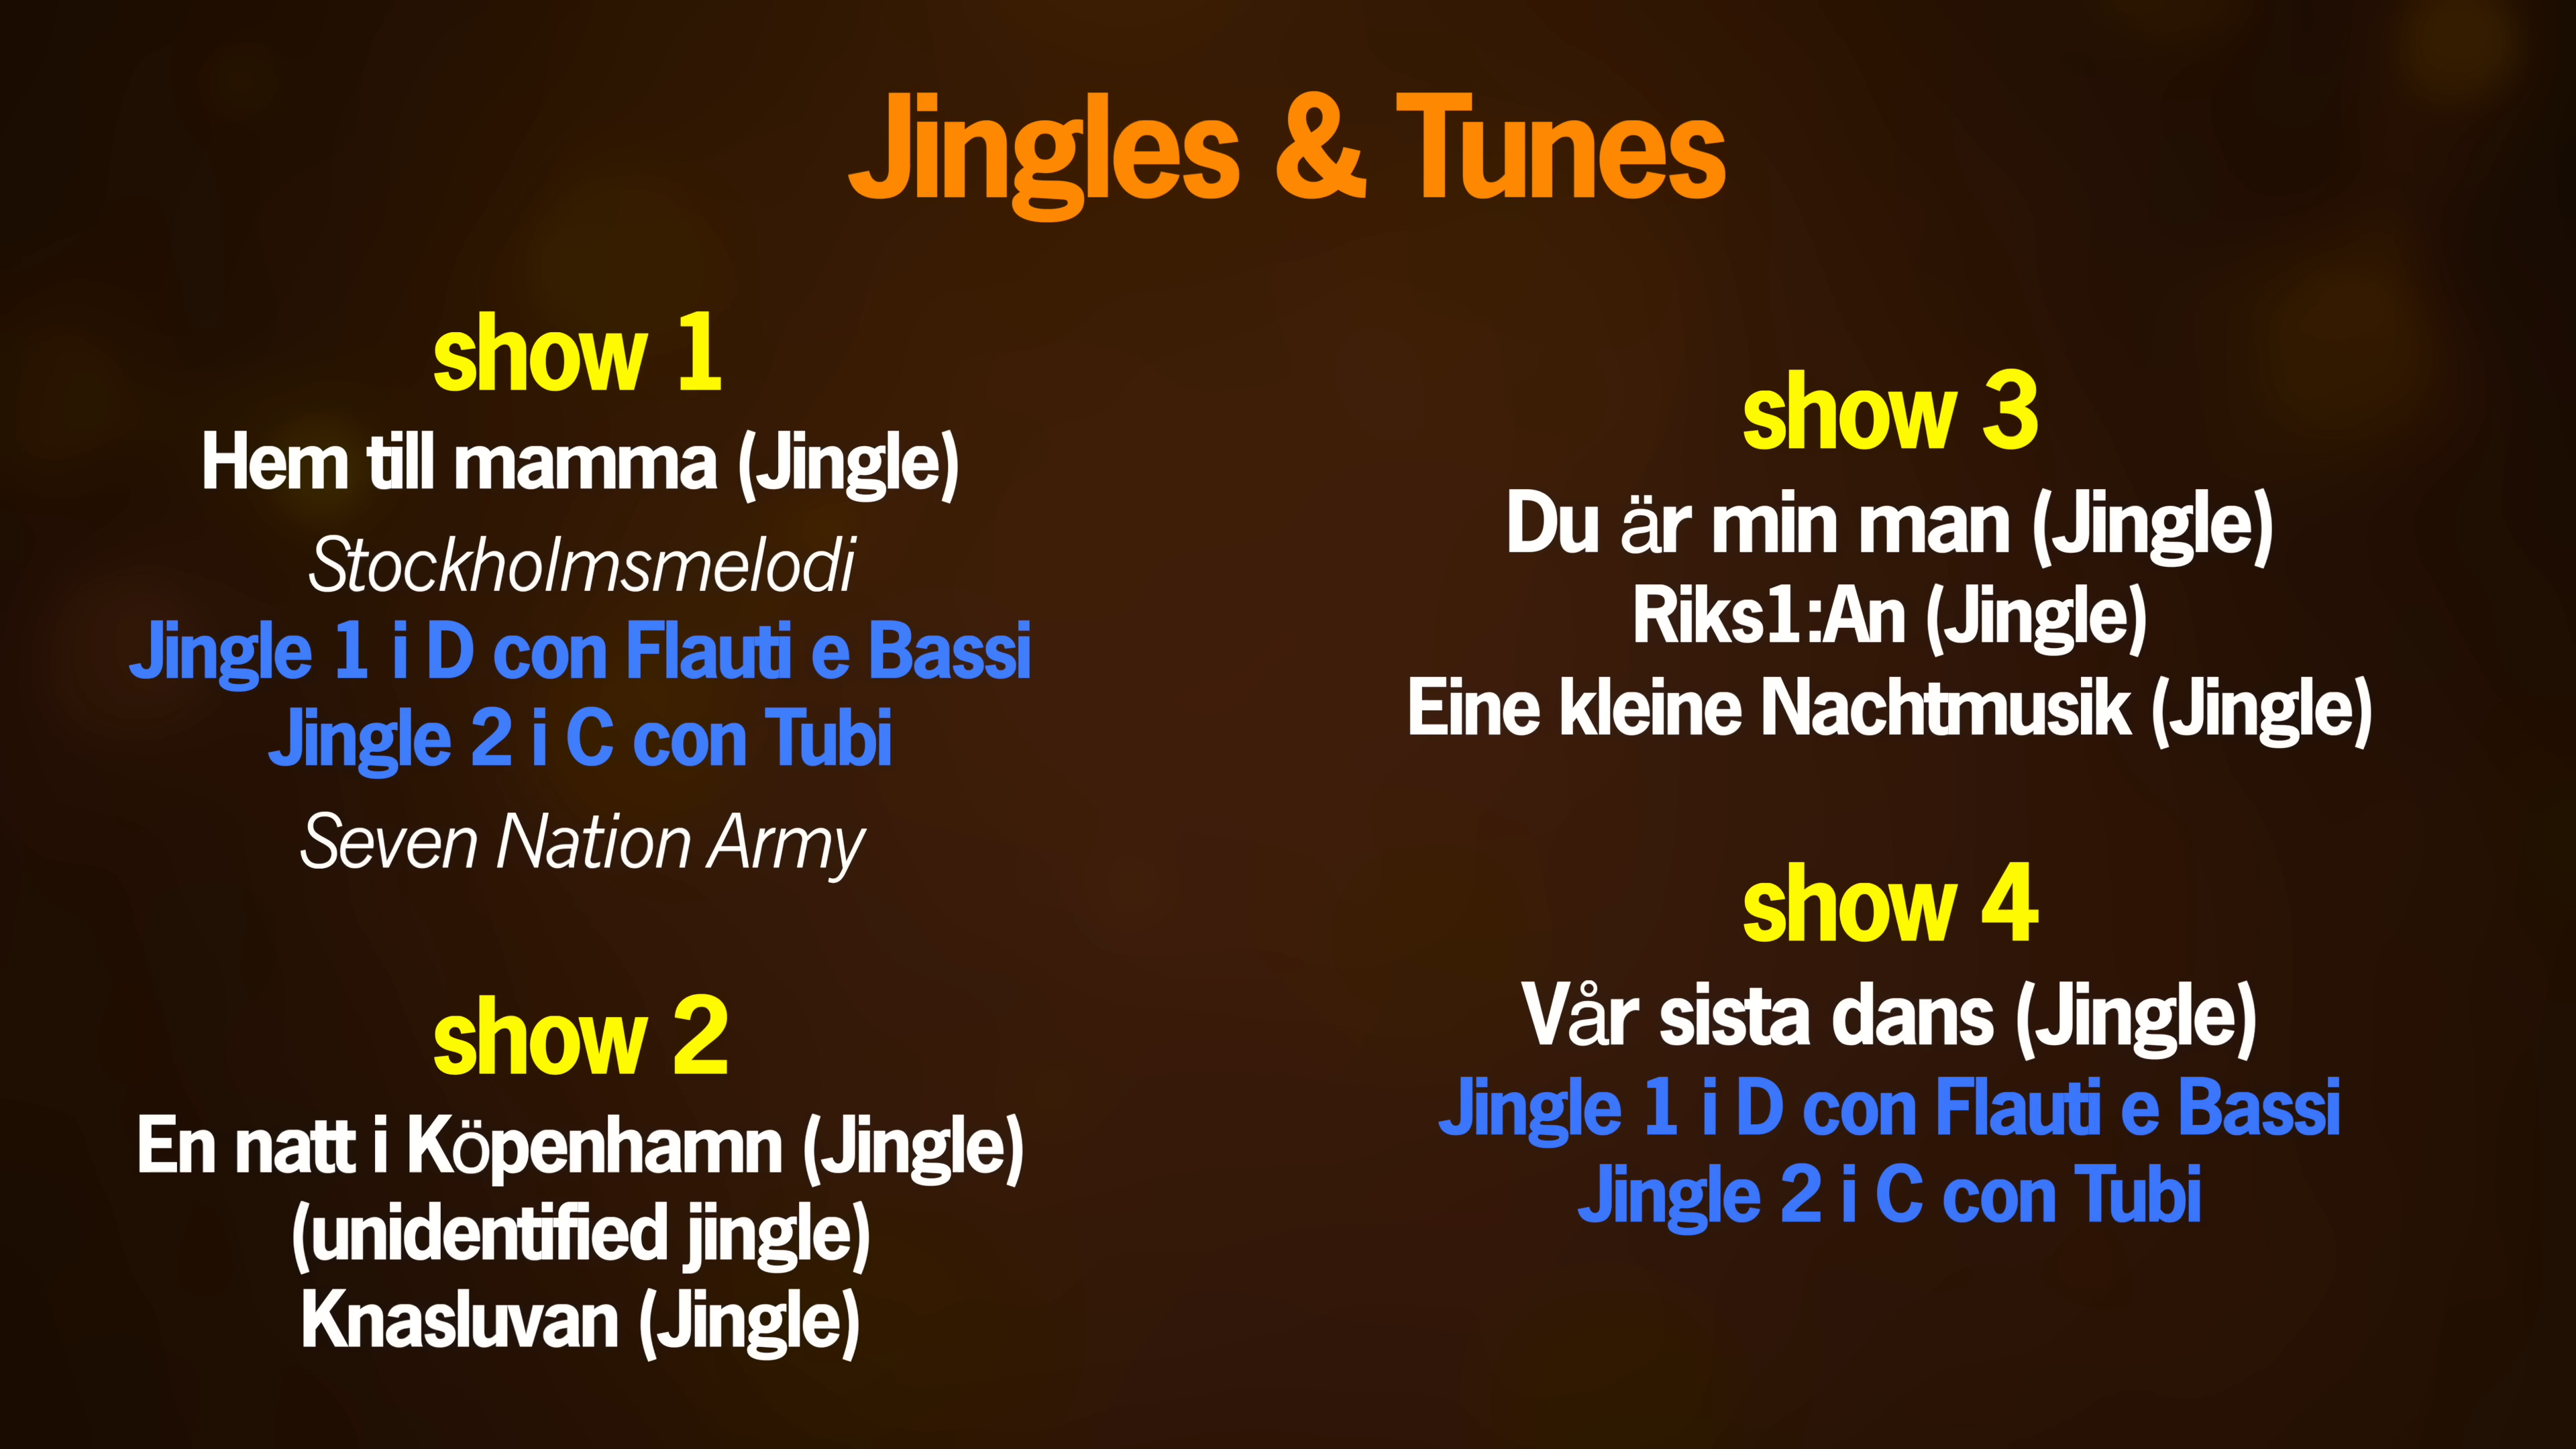 Jingles & Tunes
show 1
Hem till mamma (Jingle)
Stockholmsmelodi
Jingle 1 i D con Flauti e Bassi
Jingle 2 i C con Tubi
Seven Nation Army
show 2
En natt i Köpenhamn (Jingle)
(unidentified jingle)
Knasluvan (Jingle)
show 3
Du är min man (Jingle)
Riks1:An (Jingle)
Eine kleine Nachtmusik (Jingle)
show 4
Vår sista dans (Jingle)
Jingle 1 i D con Flauti e Bassi
Jingle 2 i C con Tubi